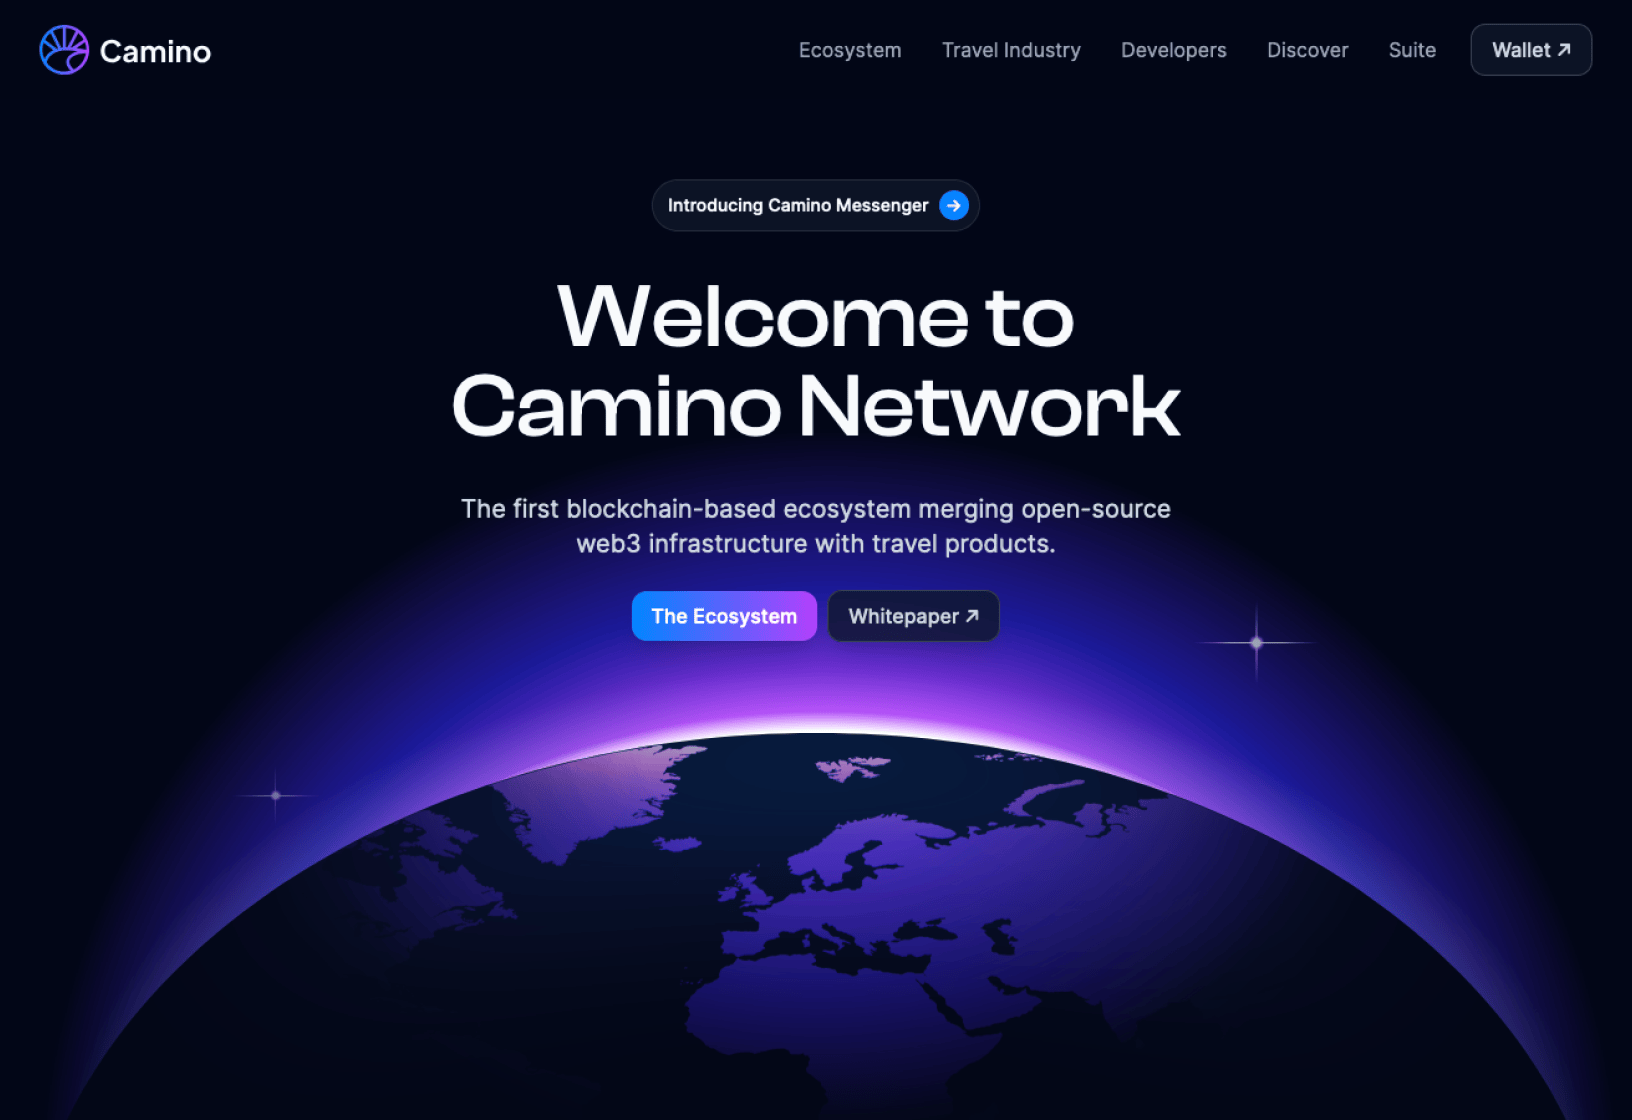 Camino
Ecosystem
Travel Industry
Developers
Discover
Suite
Wallet ↗
Introducing Camino Messenger →
Welcome to
Camino Network
The first blockchain-based ecosystem merging open-source
web3 infrastructure with travel products.
The Ecosystem
Whitepaper ↗